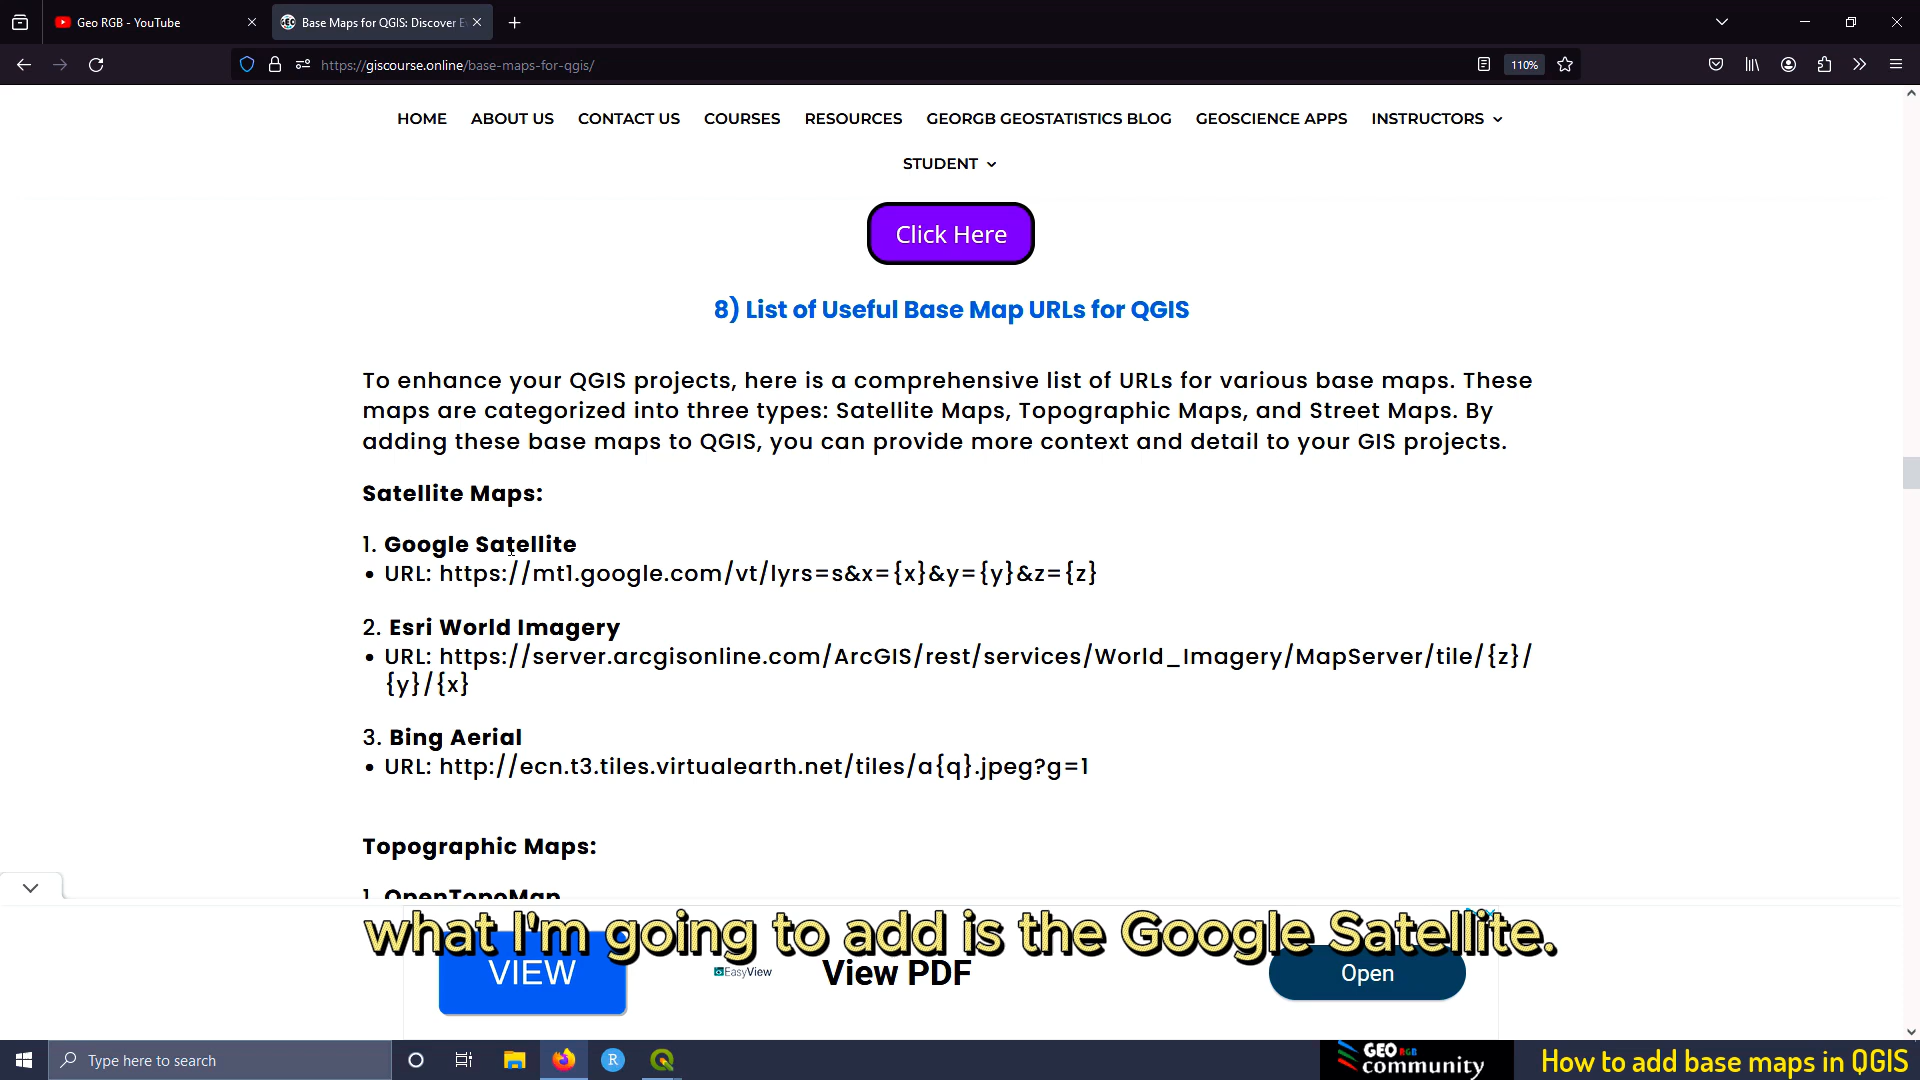 Geo RGB - YouTube
Base Maps for QGIS: Discover E
https://giscourse.online/base-maps-for-qgis/
110%
HOME ABOUT US CONTACT US COURSES RESOURCES GEORGB GEOSTATISTICS BLOG GEOSCIENCE APPS INSTRUCTORS
STUDENT
Click Here
8) List of Useful Base Map URLs for QGIS
To enhance your QGIS projects, here is a comprehensive list of URLs for various base maps. These
maps are categorized into three types: Satellite Maps, Topographic Maps, and Street Maps. By
adding these base maps to QGIS, you can provide more context and detail to your GIS projects.
Satellite Maps:
1. Google Satellite
• URL: https://mt1.google.com/vt/lyrs=s&x={x}&y={y}&z={z}
2. Esri World Imagery
• URL: https://server.arcgisonline.com/ArcGIS/rest/services/World_Imagery/MapServer/tile/{z}/
{y}/{x}
3. Bing Aerial
• URL: http://ecn.t3.tiles.virtualearth.net/tiles/a{q}.jpeg?g=1
Topographic Maps:
1. OpenTopoMap
what I'm going to add is the Google Satellite.
VIEW
EasyView
View PDF
Open
Type here to search
R
GEO RGB
community
How to add base maps in QGIS